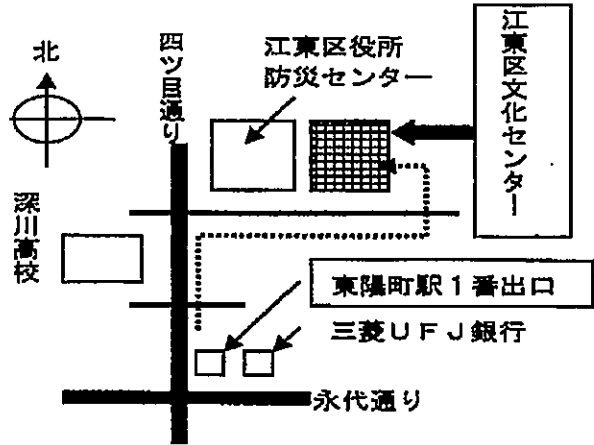 北
四ツ目通り
江東区役所
防災センター
江東区文化センター
深川高校
東陽町駅1番出口
三菱UFJ銀行
永代通り